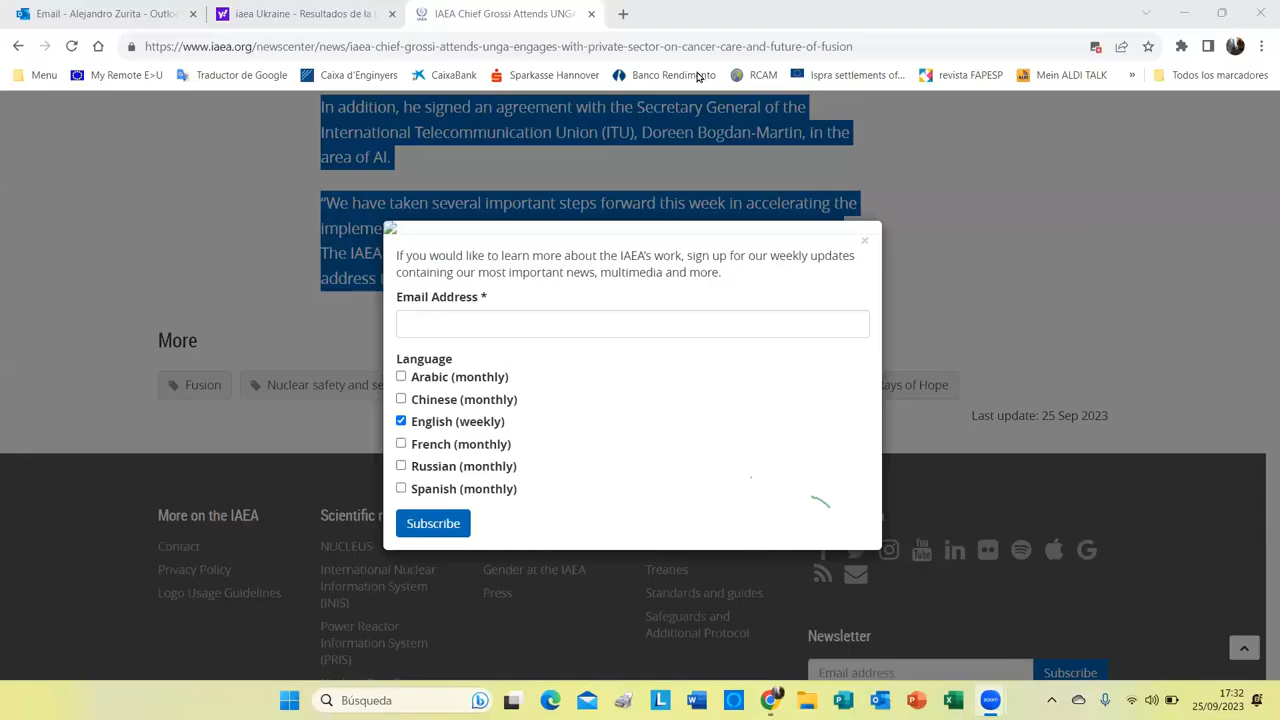 Email - Alejandro Zurita - Outlo
iaea Ukraine - Resultados de la b
IAEA Chief Grossi Attends UNGA
https://www.iaea.org/newscenter/news/iaea-chief-grossi-attends-unga-engages-with-private-sector-on-cancer-care-and-future-of-fusion
Menu
My Remote E>U
Traductor de Google
Caixa d'Enginyers
CaixaBank
Sparkasse Hannover
Banco Rendimento
RCAM
Ispra settlements of...
revista FAPESP
Mein ALDI TALK
»
Todos los marcadores
In addition, he signed an agreement with the Secretary General of the
International Telecommunication Union (ITU), Doreen Bogdan-Martin, in the
area of AI.
“We have taken several important steps forward this week in accelerating the
impleme
The IAEA
address
If you would like to learn more about the IAEA’s work, sign up for our weekly updates
containing our most important news, multimedia and more.
Email Address *
Language
Arabic (monthly)
Chinese (monthly)
English (weekly)
French (monthly)
Russian (monthly)
Spanish (monthly)
Subscribe
More
Fusion
Nuclear safety and se
ays of Hope
Last update: 25 Sep 2023
More on the IAEA
Contact
Privacy Policy
Logo Usage Guidelines
Scientific
NUCLEUS
International Nuclear
Information System
(INIS)
Power Reactor
Information System
(PRIS)
Gender at the IAEA
Press
Treaties
Standards and guides
Safeguards and
Additional Protocol
You
Tube
Newsletter
Email address
Subscribe
Búsqueda
zoom
17:32
25/09/2023